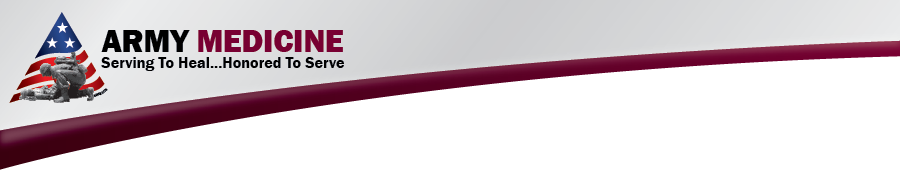 ARMY MEDICINE
Serving To Heal...Honored To Serve